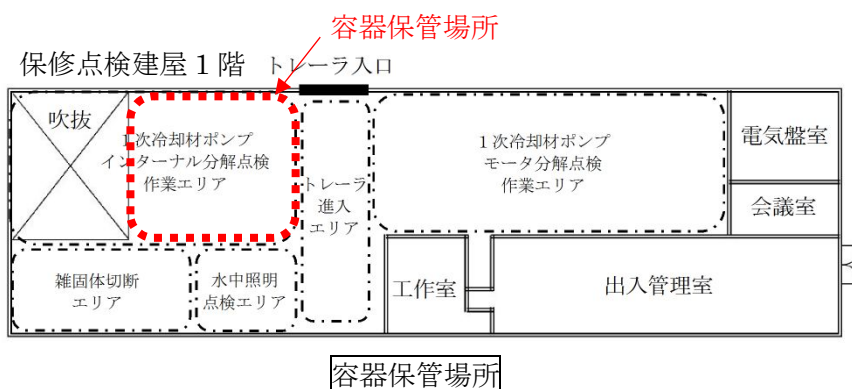 容器保管場所
保修点検建屋1階
トレーラ入口
吹抜
1次冷却材ポンプ
インターナル分解点検
作業エリア
トレーラ
進入
エリア
1次冷却材ポンプ
モータ分解点検
作業エリア
電気盤室
会議室
雑固体切断
エリア
水中照明
点検エリア
工作室
出入管理室
容器保管場所